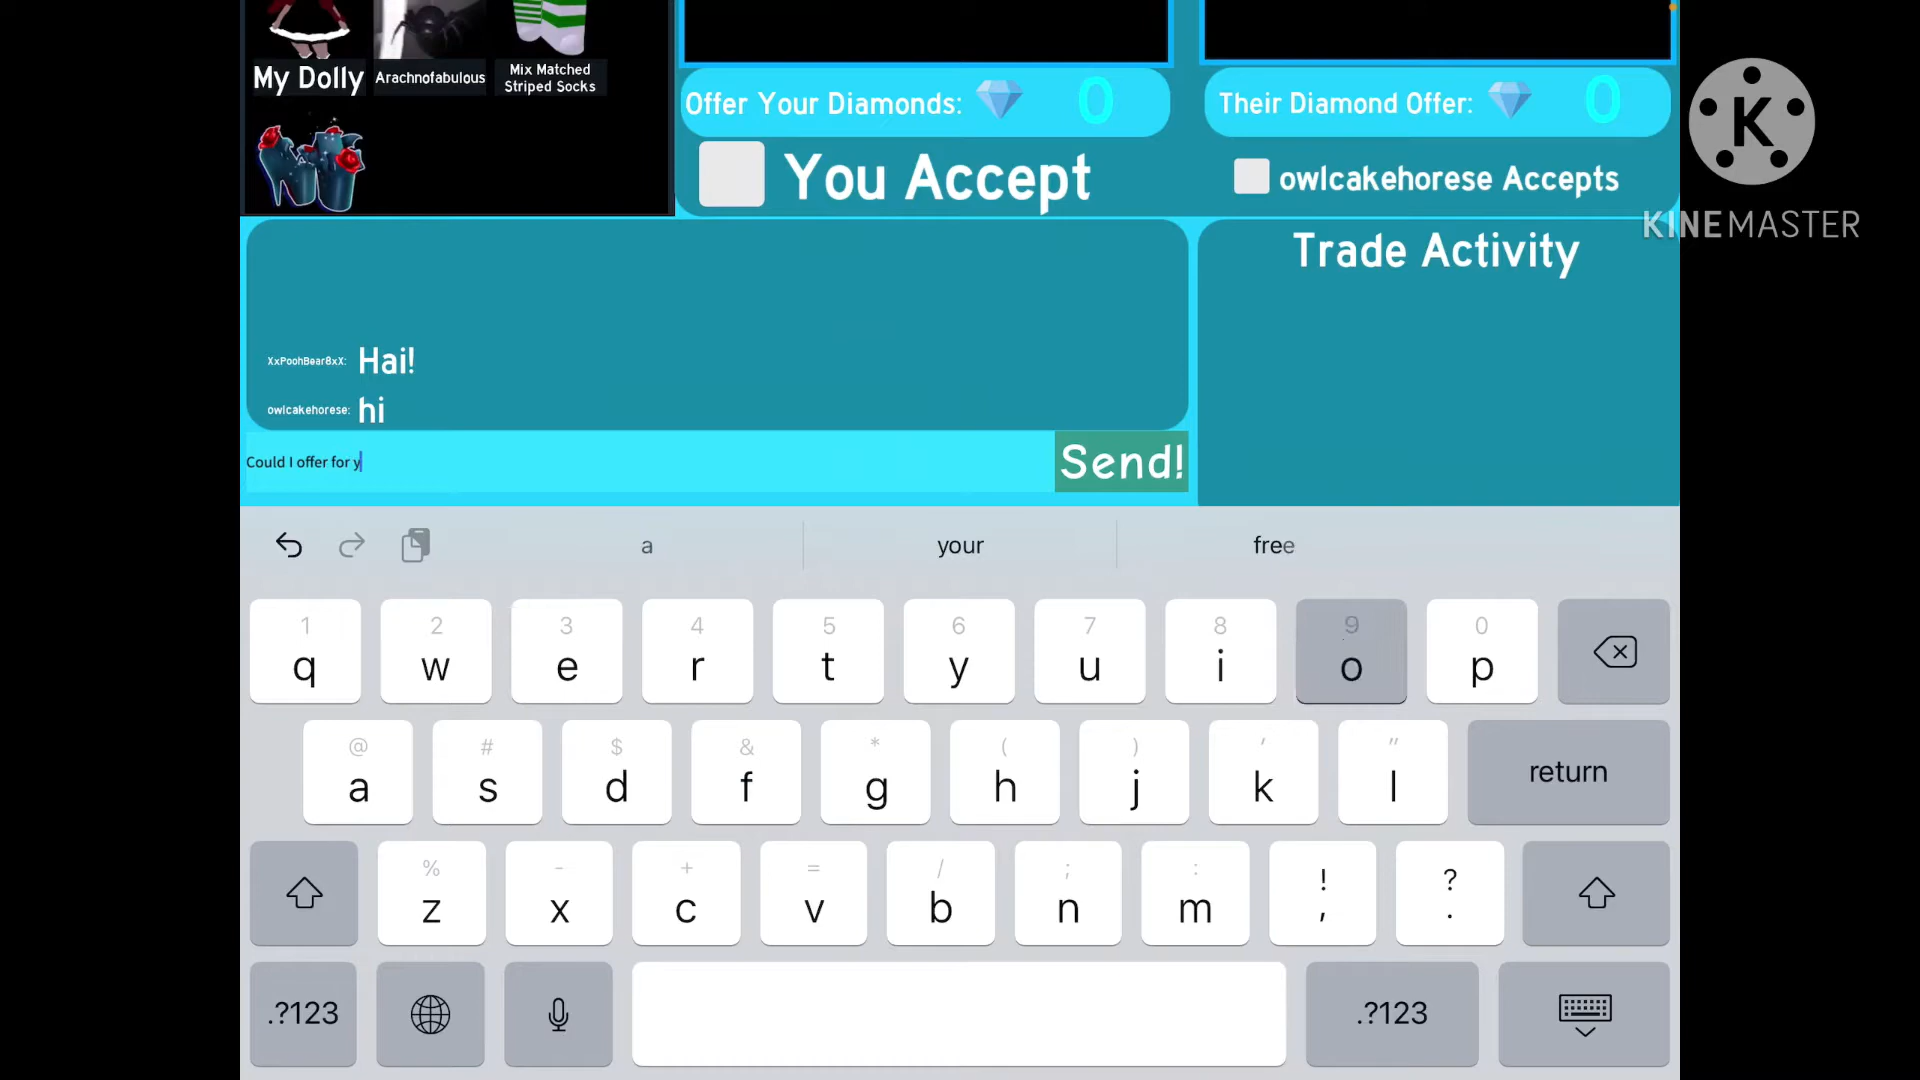 My Dolly
Arachnofabulous
Mix Matched
Striped Socks
Offer Your Diamonds: 0
Their Diamond Offer: 0
You Accept
owlcakehorese Accepts
K
KINEMASTER
Trade Activity
XxPoohBear8xX: Hai!
owlcakehorese: hi
Could I offer for y
Send!
a your free
1 2 3 4 5 6 7 8 9 0
q w e r t y u i o p
@ # $ & * ( ) ' "
a s d f g h j k l return
% - + = / ; : ! ?
z x c v b n m , .
.?123 .?123